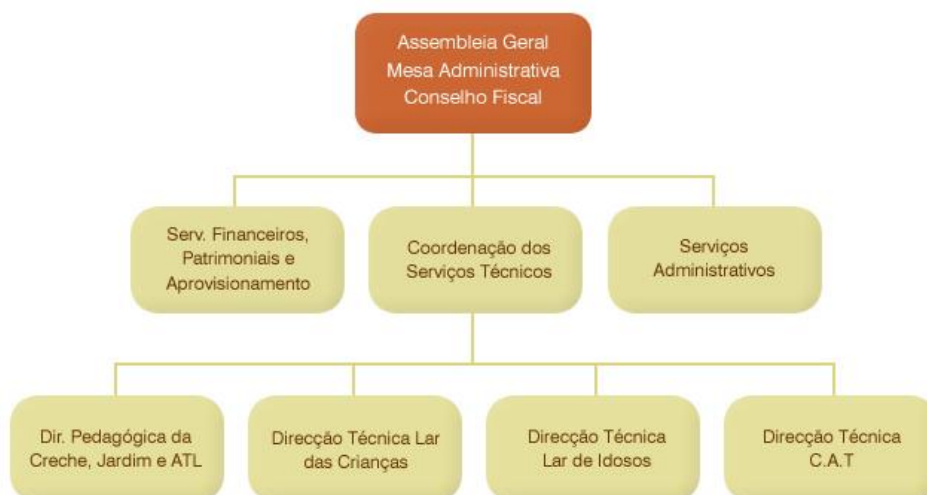 Assembleia Geral
Mesa Administrativa
Conselho Fiscal
Serv. Financeiros,
Patrimoniais e
Aprovisionamento
Coordenação dos
Serviços Técnicos
Serviços
Administrativos
Dir. Pedagógica da
Creche, Jardim e ATL
Direcção Técnica Lar
das Crianças
Direcção Técnica
Lar de Idosos
Direcção Técnica
C.A.T